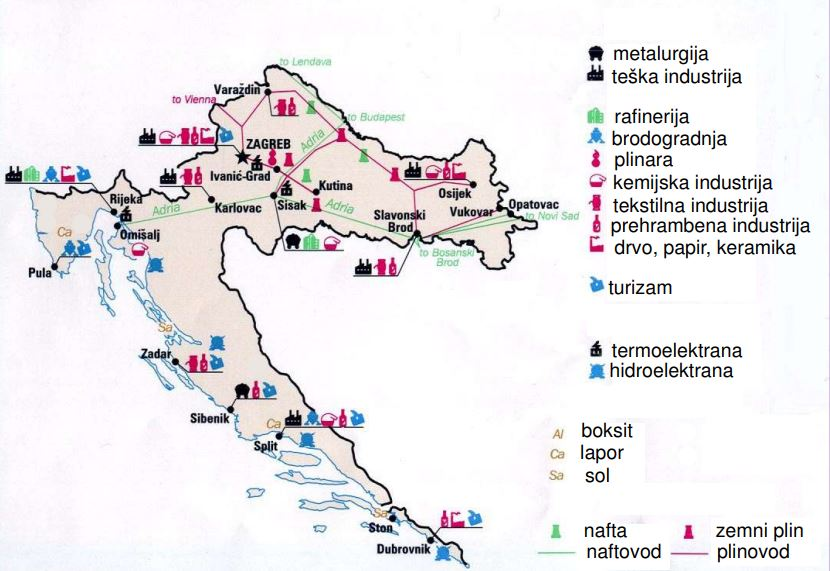 to Lendava
Varaždin
to Vienna
to Budapest
ZAGREB
Adria
Ivanić-Grad
Kutina
Osijek
Opatovac
Rijeka
Karlovac
Adria
Sisak
Adria
Slavonski
Brod
Vukovar
to Novi Sad
Omišalj
to Bosanski
Brod
Ca
Pula
Sa
Zadar
Sibenik
Ca
Split
Sa
Ston
Dubrovnik
metalurgija
teška industrija
rafinerija
brodogradnja
plinara
kemijska industrija
tekstilna industrija
prehrambena industrija
drvo, papir, keramika
turizam
termoelektrana
hidroelektrana
Al boksit
Ca lapor
Sa sol
nafta
naftovod
zemni plin
plinovod